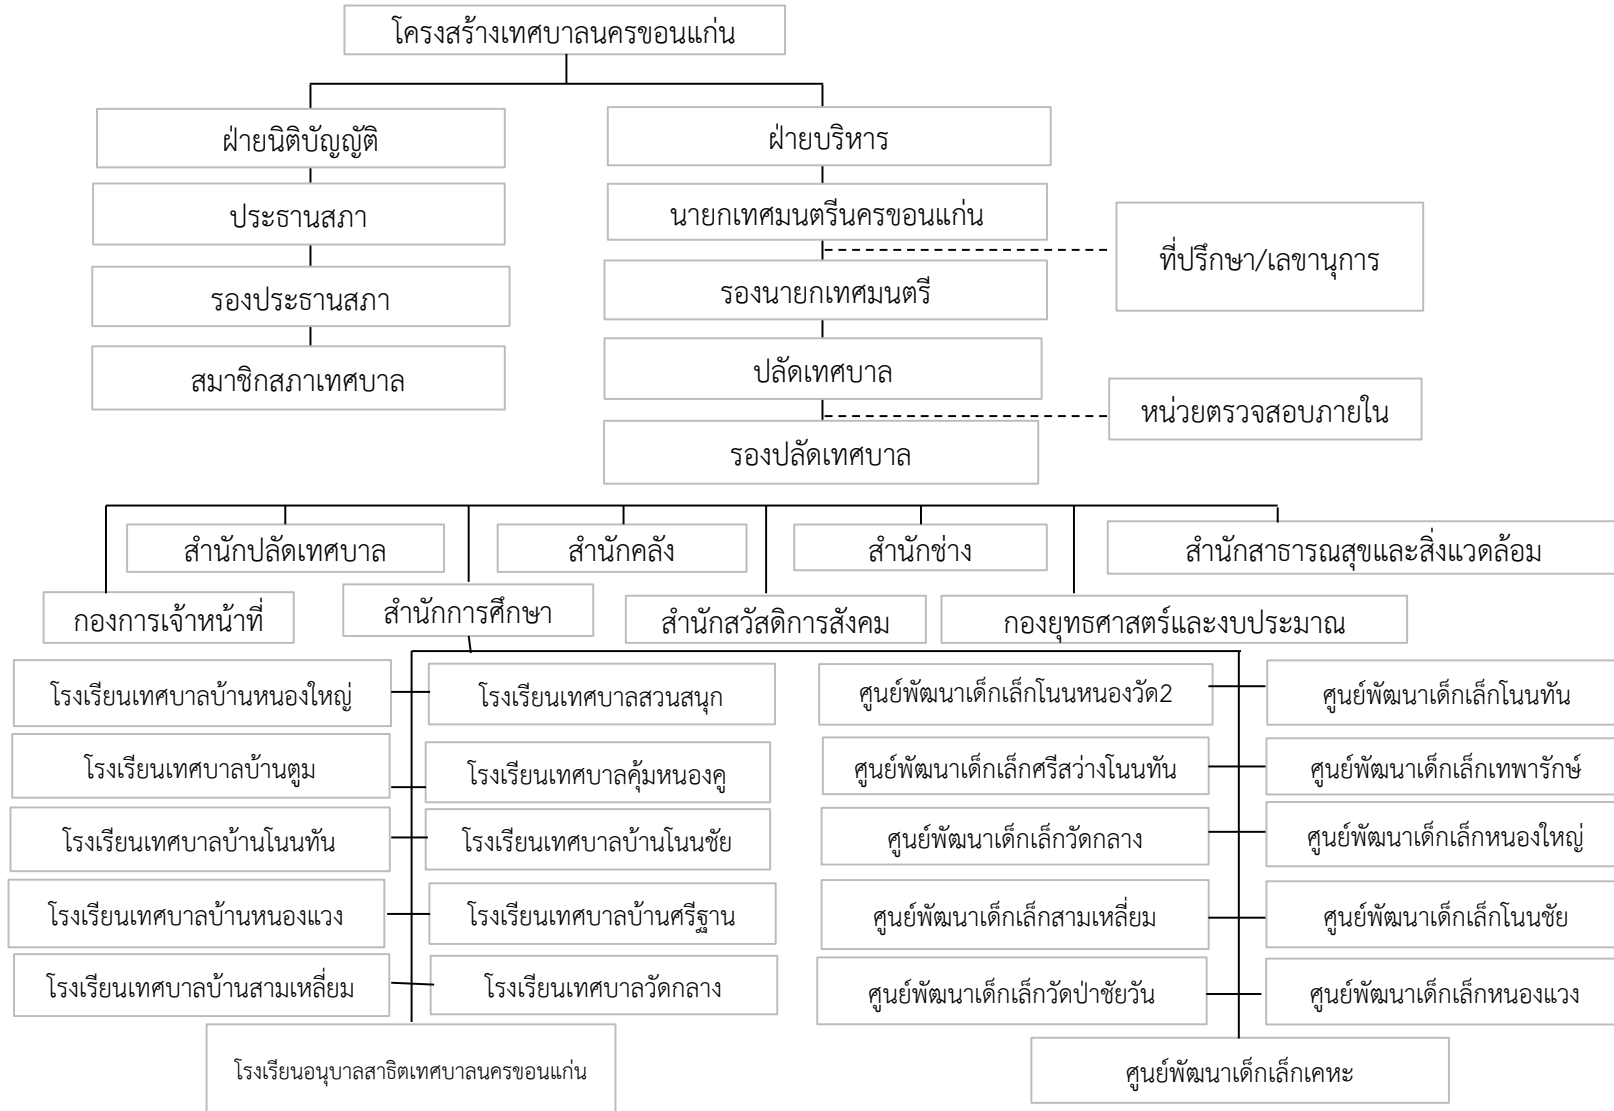 โครงสร้างเทศบาลนครขอนแก่น
ฝ่ายนิติบัญญัติ
ฝ่ายบริหาร
ประธานสภา
นายกเทศมนตรีนครขอนแก่น
ที่ปรึกษา/เลขานุการ
รองประธานสภา
รองนายกเทศมนตรี
สมาชิกสภาเทศบาล
ปลัดเทศบาล
หน่วยตรวจสอบภายใน
รองปลัดเทศบาล
สำนักปลัดเทศบาล
สำนักคลัง
สำนักช่าง
สำนักสาธารณสุขและสิ่งแวดล้อม
กองการเจ้าหน้าที่
สำนักการศึกษา
สำนักสวัสดิการสังคม
กองยุทธศาสตร์และงบประมาณ
โรงเรียนเทศบาลบ้านหนองใหญ่
โรงเรียนเทศบาลสวนสนุก
ศูนย์พัฒนาเด็กเล็กโนนหนองวัด2
ศูนย์พัฒนาเด็กเล็กโนนทัน
โรงเรียนเทศบาลบ้านตูม
โรงเรียนเทศบาลคุ้มหนองคู
ศูนย์พัฒนาเด็กเล็กศรีสว่างโนนทัน
ศูนย์พัฒนาเด็กเล็กเทพารักษ์
โรงเรียนเทศบาลบ้านโนนทัน
โรงเรียนเทศบาลบ้านโนนชัย
ศูนย์พัฒนาเด็กเล็กวัดกลาง
ศูนย์พัฒนาเด็กเล็กหนองใหญ่
โรงเรียนเทศบาลบ้านหนองแวง
โรงเรียนเทศบาลบ้านศรีฐาน
ศูนย์พัฒนาเด็กเล็กสามเหลี่ยม
ศูนย์พัฒนาเด็กเล็กโนนชัย
โรงเรียนเทศบาลบ้านสามเหลี่ยม
โรงเรียนเทศบาลวัดกลาง
ศูนย์พัฒนาเด็กเล็กวัดป่าชัยวัน
ศูนย์พัฒนาเด็กเล็กหนองแวง
โรงเรียนอนุบาลสาธิตเทศบาลนครขอนแก่น
ศูนย์พัฒนาเด็กเล็กเคหะ